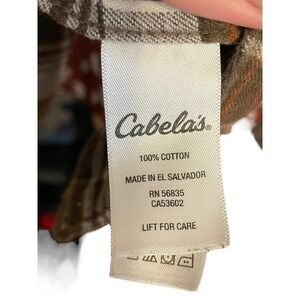 Cabela's®
100% COTTON
MADE IN EL SALVADOR
RN 56835
CA53602
LIFT FOR CARE